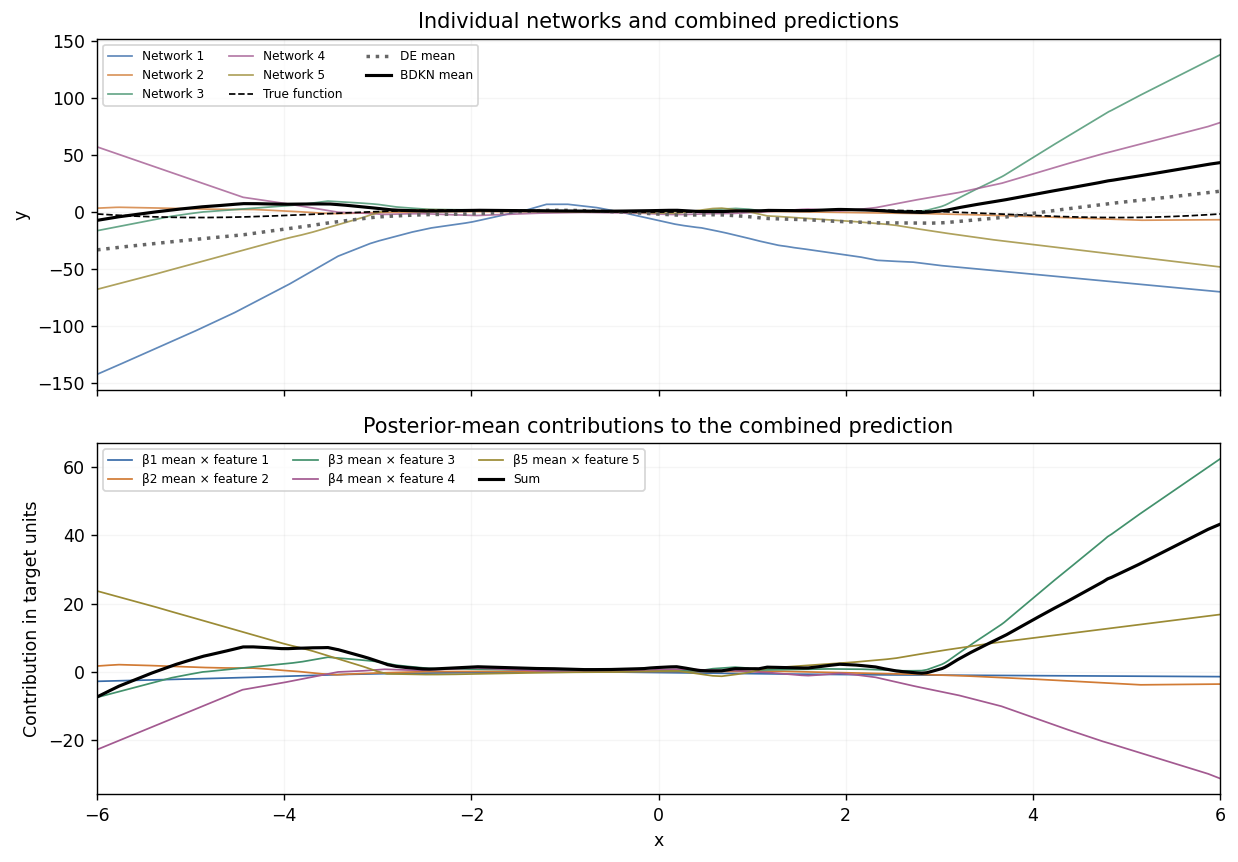 Individual networks and combined predictions
150
100
50
0
−50
−100
−150
y
Network 1
Network 2
Network 3
Network 4
Network 5
True function
DE mean
BDKN mean
Posterior-mean contributions to the combined prediction
60
40
20
0
−20
Contribution in target units
β1 mean × feature 1
β2 mean × feature 2
β3 mean × feature 3
β4 mean × feature 4
β5 mean × feature 5
Sum
−6
−4
−2
0
2
4
6
x